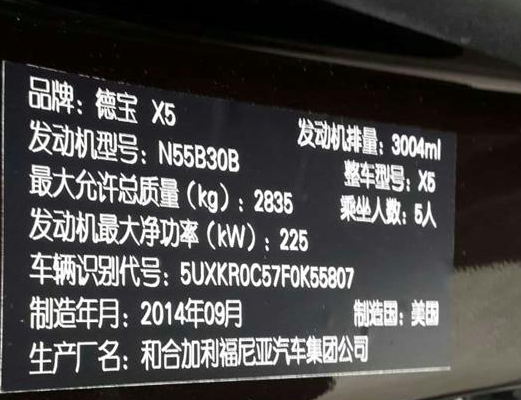 品牌：德宝 X5
发动机型号：N55B30B 发动机排量：3004ml
最大允许总质量（kg）：2835 整车型号：X5
发动机最大净功率（kW）：225 乘坐人数：5人
车辆识别代号：5UXKR0C57F0K55807
制造年月：2014年09月 制造国：美国
生产厂名：和合加利福尼亚汽车集团公司